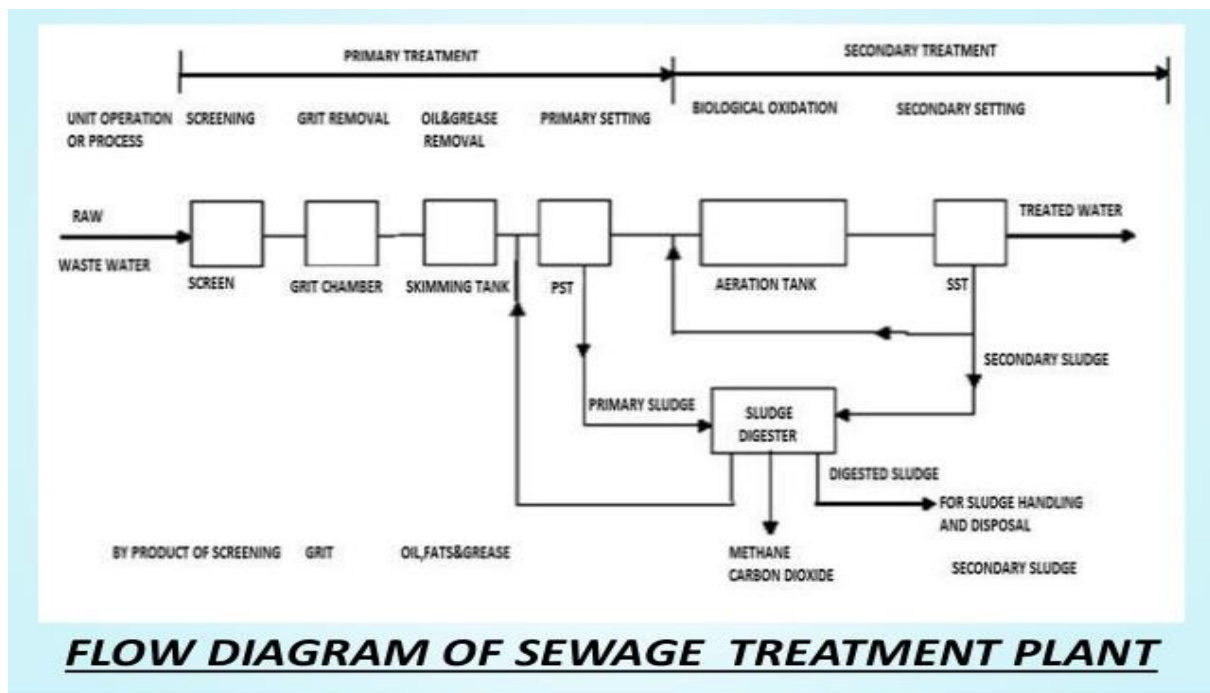 PRIMARY TREATMENT
SECONDARY TREATMENT
UNIT OPERATION
OR PROCESS
SCREENING
GRIT REMOVAL
OIL&GREASE
REMOVAL
PRIMARY SETTING
BIOLOGICAL OXIDATION
SECONDARY SETTING
RAW
WASTE WATER
TREATED WATER
SCREEN
GRIT CHAMBER
SKIMMING TANK
PST
AERATION TANK
SST
SECONDARY SLUDGE
PRIMARY SLUDGE
SLUDGE
DIGESTER
DIGESTED SLUDGE
FOR SLUDGE HANDLING
AND DISPOSAL
BY PRODUCT OF SCREENING
GRIT
OIL,FATS&GREASE
METHANE
CARBON DIOXIDE
SECONDARY SLUDGE
FLOW DIAGRAM OF SEWAGE TREATMENT PLANT